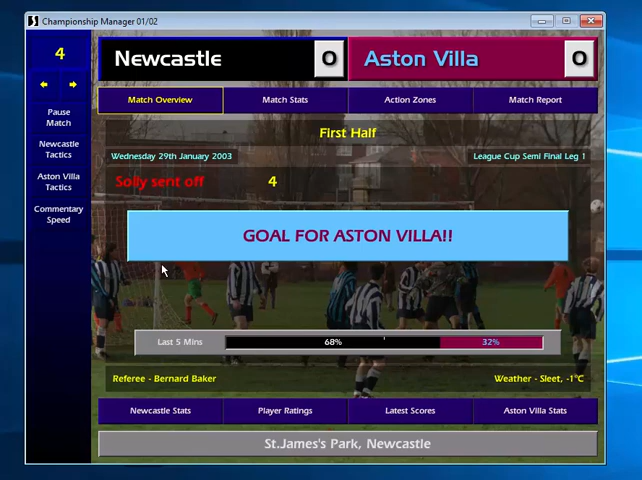 Championship Manager 01/02
4
Newcastle 0 Aston Villa 0
Match Overview Match Stats Action Zones Match Report
Pause
Match
Newcastle
Tactics
Aston Villa
Tactics
Commentary
Speed
First Half
Wednesday 29th January 2003 League Cup Semi Final Leg 1
Solly sent off 4
GOAL FOR ASTON VILLA!!
Last 5 Mins 68% 32%
Referee - Bernard Baker Weather - Sleet, -1°C
Newcastle Stats Player Ratings Latest Scores Aston Villa Stats
St.James's Park, Newcastle